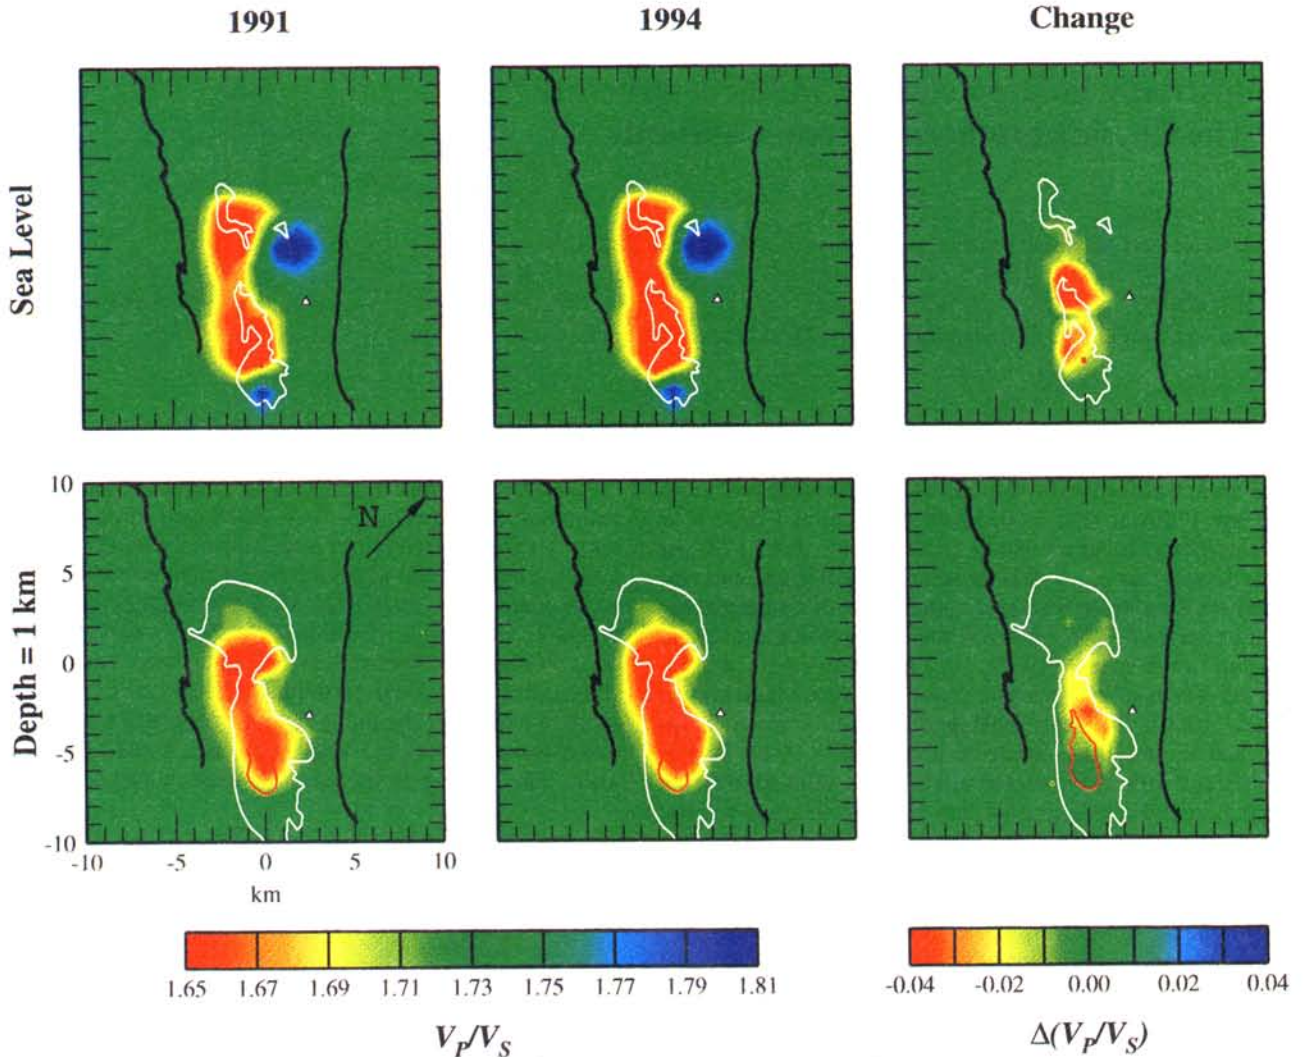 1991
1994
Change
Sea Level
Depth = 1 km
10
5
0
-5
-10
N
-10 -5 0 5 10
km
1.65 1.67 1.69 1.71 1.73 1.75 1.77 1.79 1.81
V_P/V_S
-0.04 -0.02 0.00 0.02 0.04
Δ(V_P/V_S)